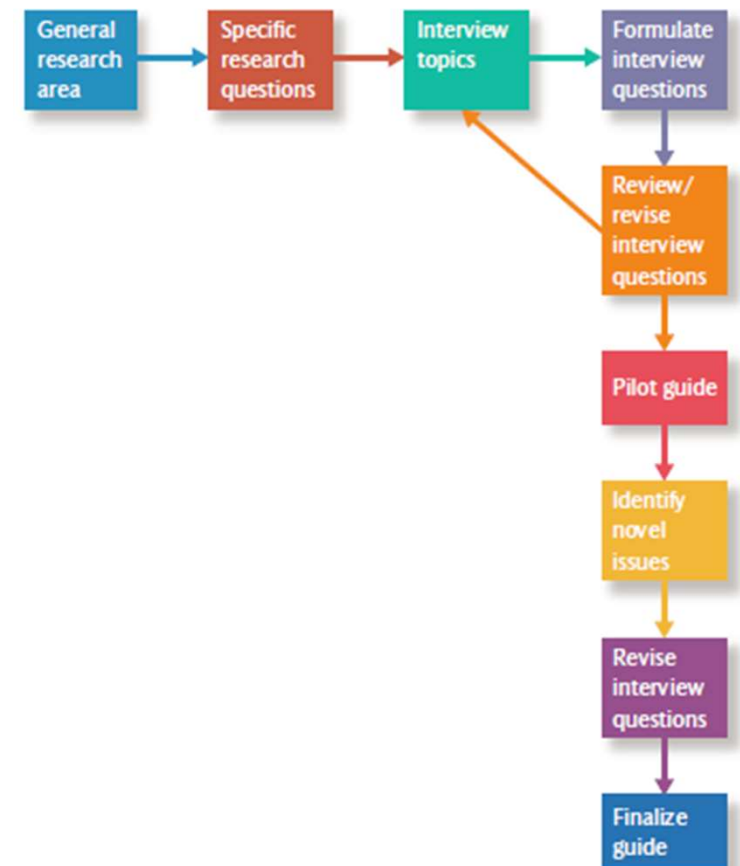 General
research
area
Specific
research
questions
Interview
topics
Formulate
interview
questions
Review/
revise
interview
questions
Pilot guide
Identify
novel
issues
Revise
interview
questions
Finalize
guide